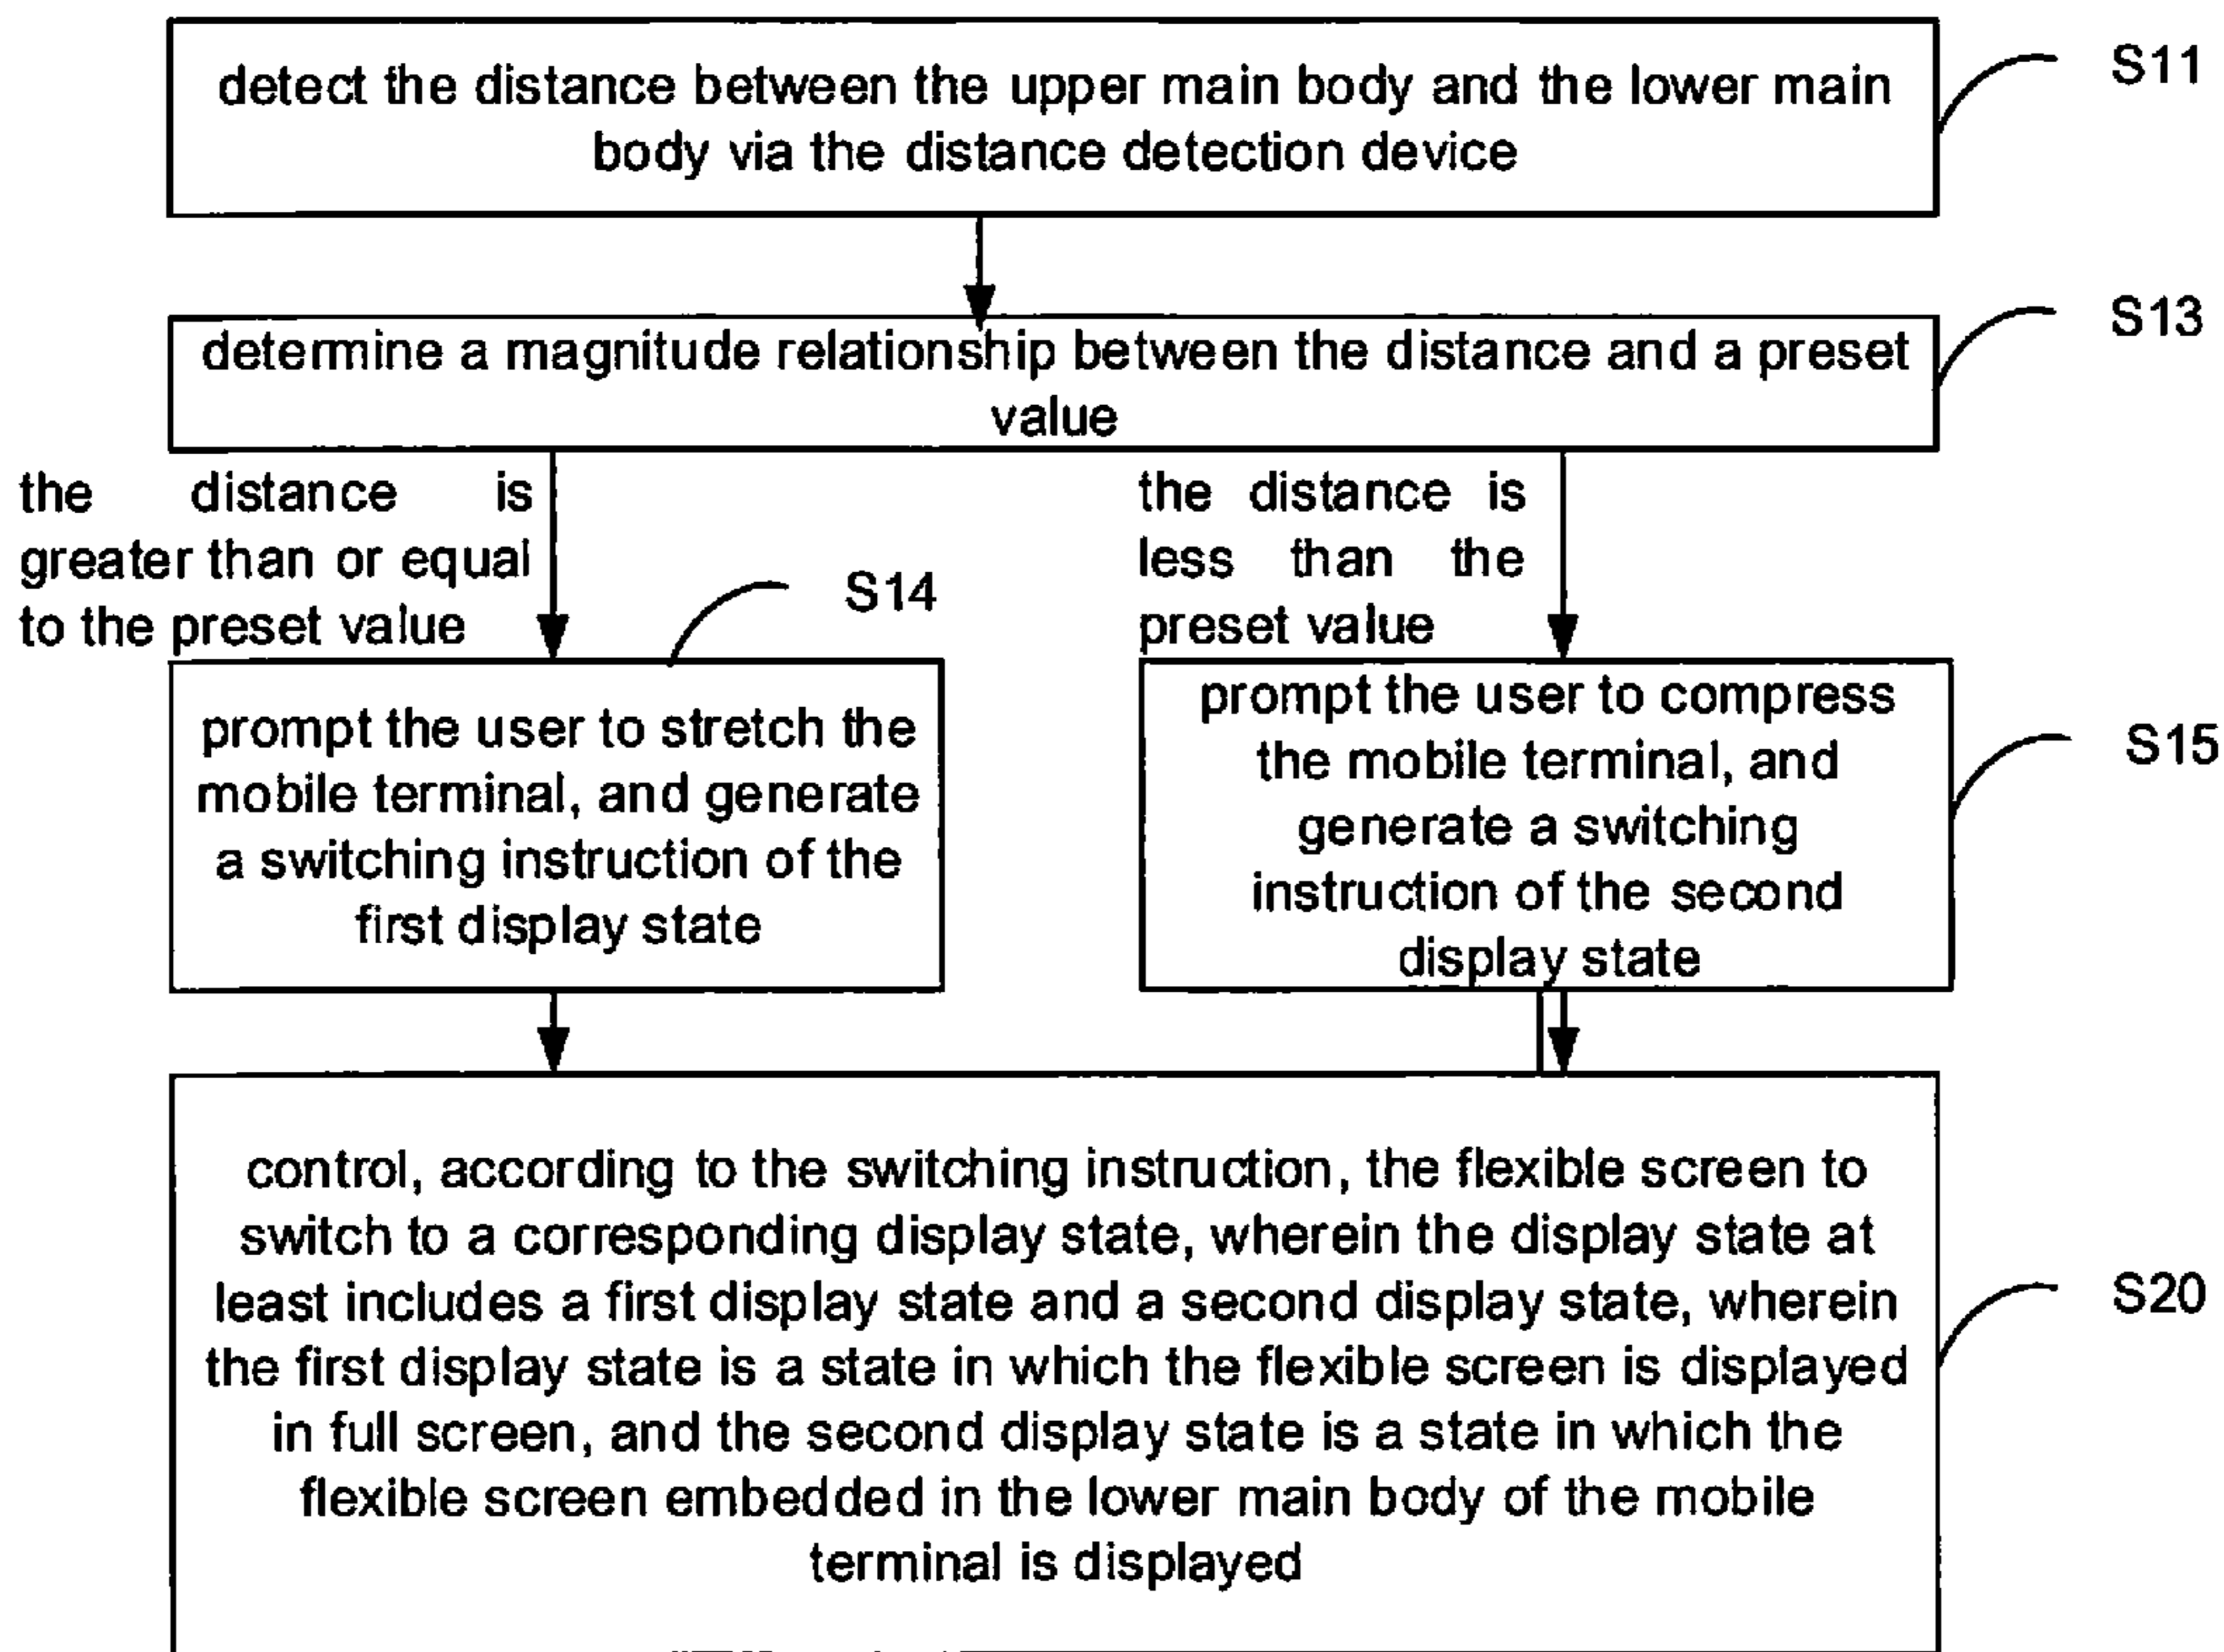 detect the distance between the upper main body and the lower main
body via the distance detection device
S11
determine a magnitude relationship between the distance and a preset
value
S13
the distance is
greater than or equal
to the preset value
the distance is
less than the
preset value
S14
prompt the user to stretch the
mobile terminal, and generate
a switching instruction of the
first display state
prompt the user to compress
the mobile terminal, and
generate a switching
instruction of the second
display state
S15
control, according to the switching instruction, the flexible screen to
switch to a corresponding display state, wherein the display state at
least includes a first display state and a second display state, wherein
the first display state is a state in which the flexible screen is displayed
in full screen, and the second display state is a state in which the
flexible screen embedded in the lower main body of the mobile
terminal is displayed
S20